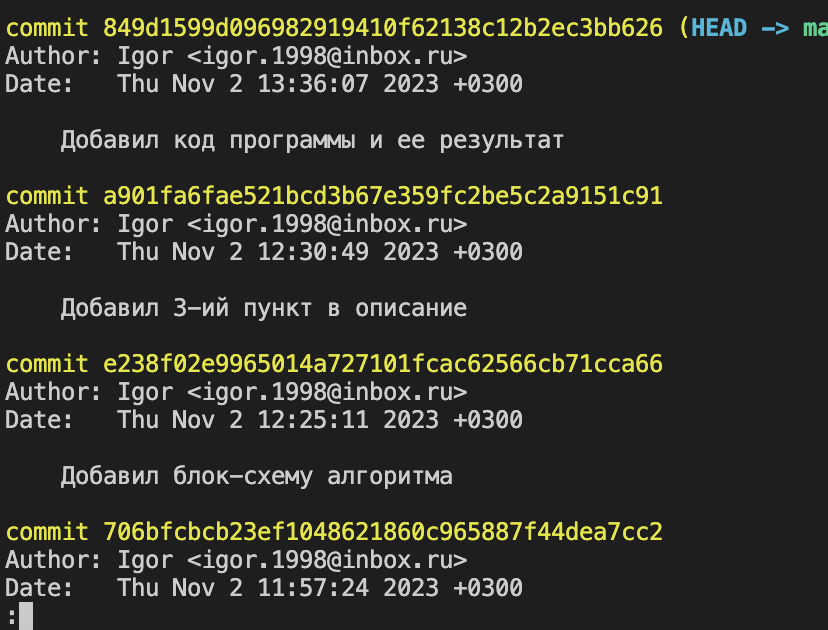 commit 849d1599d096982919410f62138c12b2ec3bb626 (HEAD -> ma
Author: Igor <igor.1998@inbox.ru>
Date:   Thu Nov 2 13:36:07 2023 +0300
Добавил код программы и ее результат
commit a901fa6fae521bcd3b67e359fc2be5c2a9151c91
Author: Igor <igor.1998@inbox.ru>
Date:   Thu Nov 2 12:30:49 2023 +0300
Добавил 3-ий пункт в описание
commit e238f02e9965014a727101fcac62566cb71cca66
Author: Igor <igor.1998@inbox.ru>
Date:   Thu Nov 2 12:25:11 2023 +0300
Добавил блок-схему алгоритма
commit 706bfcbcb23ef1048621860c965887f44dea7cc2
Author: Igor <igor.1998@inbox.ru>
Date:   Thu Nov 2 11:57:24 2023 +0300
: